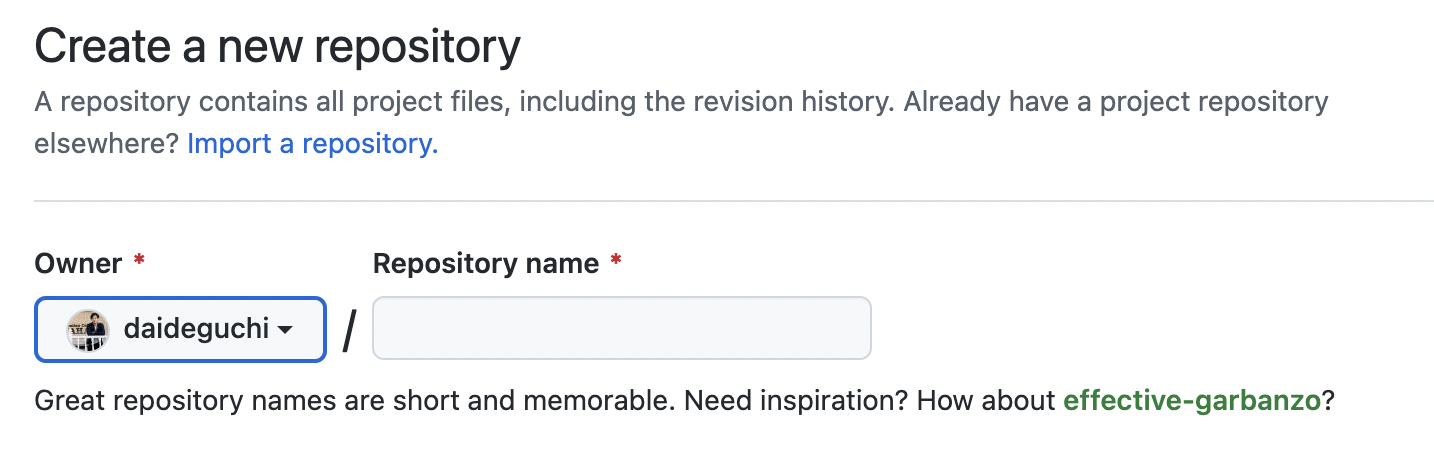 Create a new repository
A repository contains all project files, including the revision history. Already have a project repository
elsewhere? Import a repository.
Owner * Repository name *
daideguchi /
Great repository names are short and memorable. Need inspiration? How about effective-garbanzo?